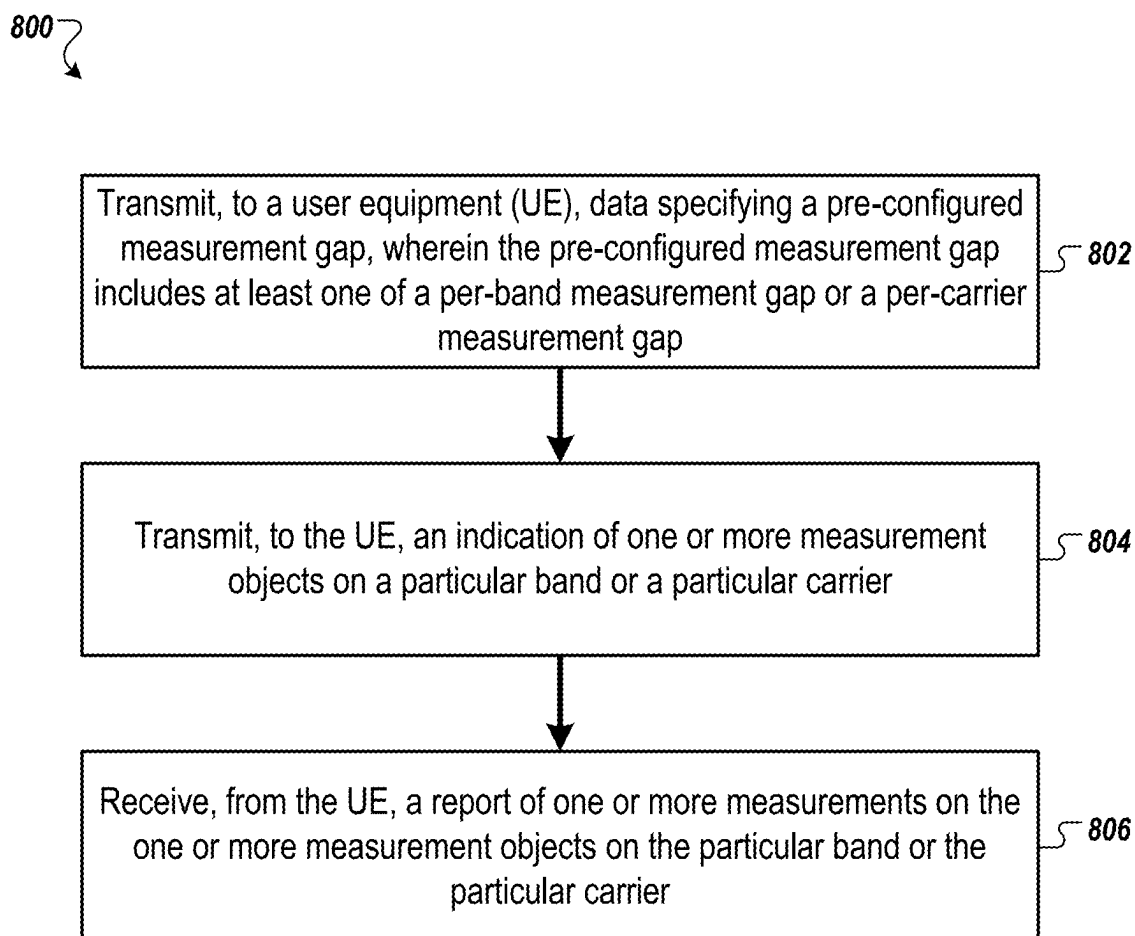 800
Transmit, to a user equipment (UE), data specifying a pre-configured
measurement gap, wherein the pre-configured measurement gap
includes at least one of a per-band measurement gap or a per-carrier
measurement gap
802
Transmit, to the UE, an indication of one or more measurement
objects on a particular band or a particular carrier
804
Receive, from the UE, a report of one or more measurements on the
one or more measurement objects on the particular band or the
particular carrier
806